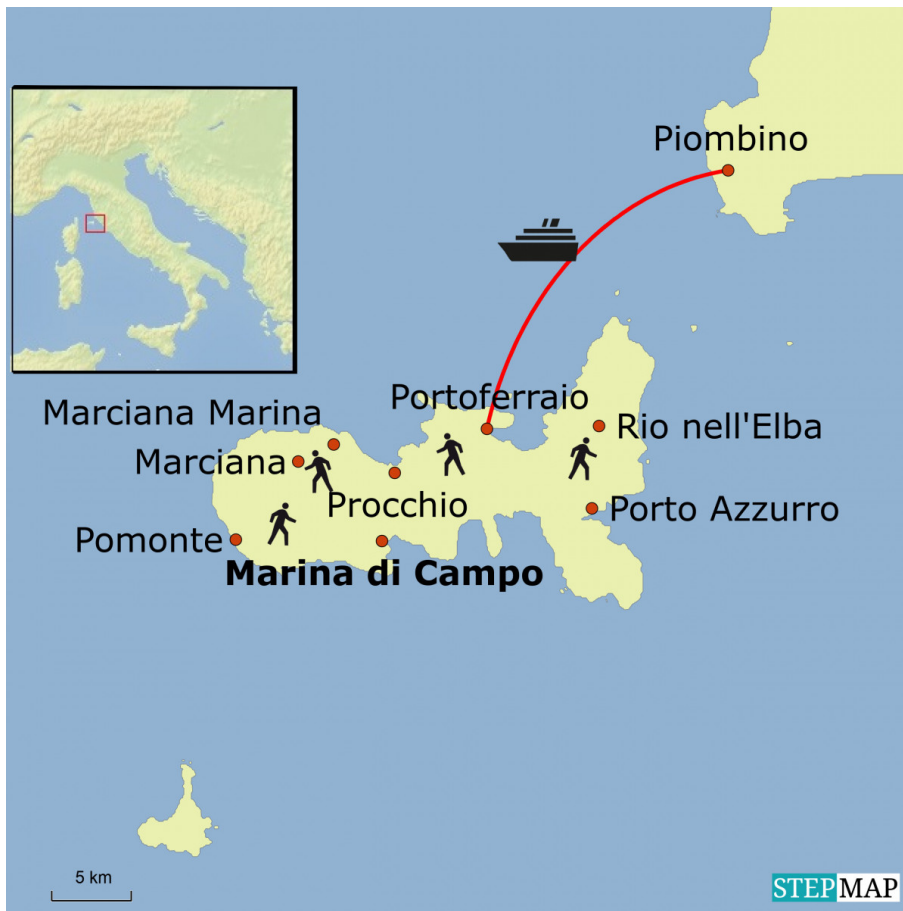 Piombino
Portoferraio
Marciana Marina
Rio nell'Elba
Marciana
Procchio
Porto Azzurro
Pomonte
Marina di Campo
5 km
STEPMAP